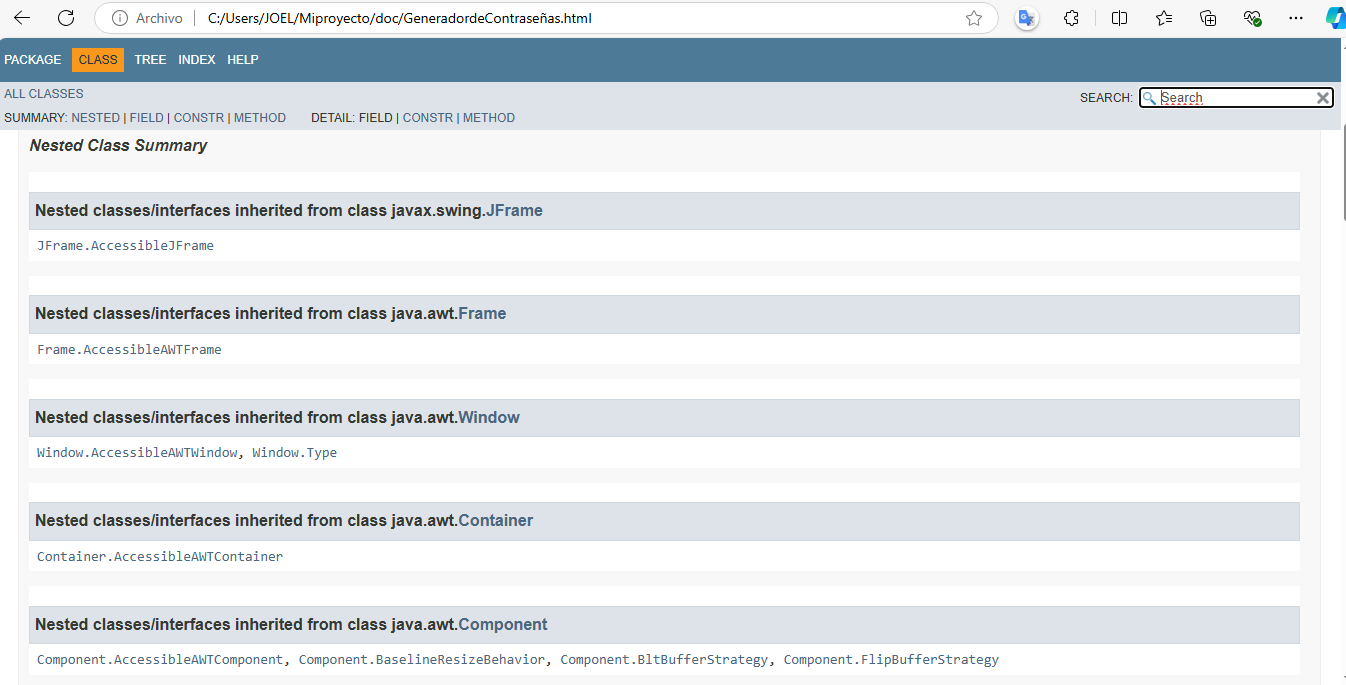 Archivo C:/Users/JOEL/Miproyecto/doc/GeneradordeContraseñas.html
PACKAGE CLASS TREE INDEX HELP
ALL CLASSES
SEARCH: Search
SUMMARY: NESTED | FIELD | CONSTR | METHOD DETAIL: FIELD | CONSTR | METHOD
Nested Class Summary
Nested classes/interfaces inherited from class javax.swing.JFrame
JFrame.AccessibleJFrame
Nested classes/interfaces inherited from class java.awt.Frame
Frame.AccessibleAWTFrame
Nested classes/interfaces inherited from class java.awt.Window
Window.AccessibleAWTWindow, Window.Type
Nested classes/interfaces inherited from class java.awt.Container
Container.AccessibleAWTContainer
Nested classes/interfaces inherited from class java.awt.Component
Component.AccessibleAWTComponent, Component.BaselineResizeBehavior, Component.BltBufferStrategy, Component.FlipBufferStrategy